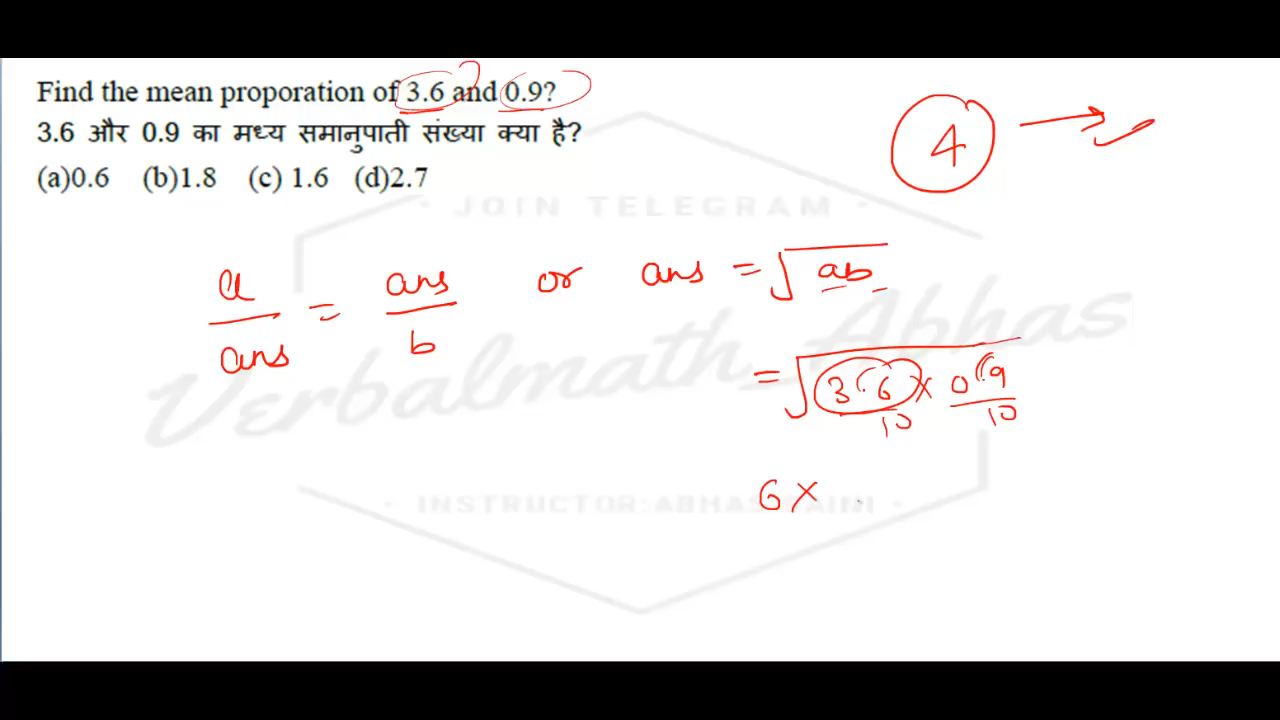 Find the mean proporation of 3.6 and 0.9?
3.6 और 0.9 का मध्य समानुपाती संख्या क्या है?
(a)0.6 (b)1.8 (c) 1.6 (d)2.7
4
- JOIN TELEGRAM -
a/ans = ans/b or ans = √ab
Verbalmath_Abhas
= √3.6/10 × 0.9/10
6×
- INSTRUCTOR:ABHAS SAINI -